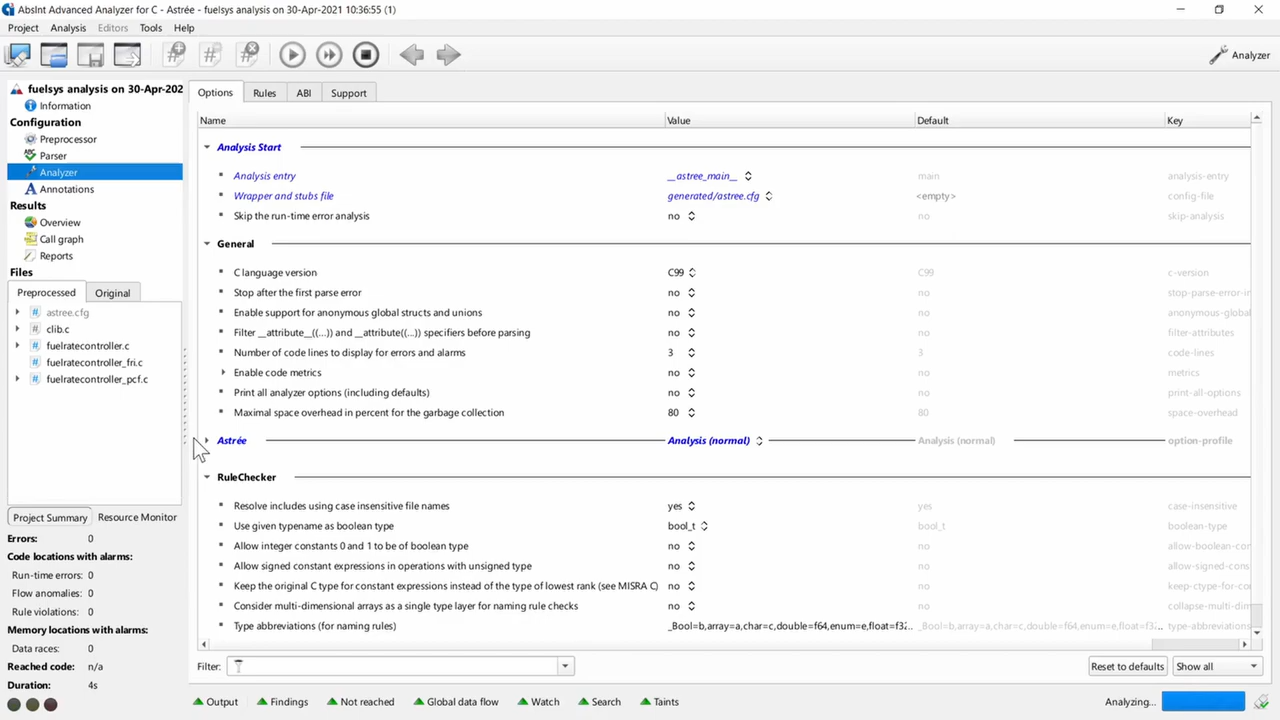 AbsInt Advanced Analyzer for C - Astrée - fuelsys analysis on 30-Apr-2021 10:36:55 (1)
Project Analysis Editors Tools Help
Analyzer
fuelsys analysis on 30-Apr-202
Information
Configuration
Preprocessor
Parser
Analyzer
Annotations
Results
Overview
Call graph
Reports
Files
Preprocessed Original
astree.cfg
clib.c
fuelratecontroller.c
fuelratecontroller_fri.c
fuelratecontroller_pcf.c
Project Summary Resource Monitor
Errors: 0
Code locations with alarms:
Run-time errors: 0
Flow anomalies: 0
Rule violations: 0
Memory locations with alarms:
Data races: 0
Reached code: n/a
Duration: 4s
Options Rules ABI Support
Name Value Default Key
Analysis Start
Analysis entry __astree_main__ main analysis-entry
Wrapper and stubs file generated/astree.cfg <empty> config-file
Skip the run-time error analysis no no skip-analysis
General
C language version C99 C99 c-version
Stop after the first parse error no no stop-parse-error-ir
Enable support for anonymous global structs and unions no no anonymous-global
Filter __attribute__((...)) and __attribute((...)) specifiers before parsing no no filter-attributes
Number of code lines to display for errors and alarms 3 3 code-lines
Enable code metrics no no metrics
Print all analyzer options (including defaults) no no print-all-options
Maximal space overhead in percent for the garbage collection 80 80 space-overhead
Astrée Analysis (normal) Analysis (normal) option-profile
RuleChecker
Resolve includes using case insensitive file names yes yes case-insensitive
Use given typename as boolean type bool_t bool_t boolean-type
Allow integer constants 0 and 1 to be of boolean type no no allow-boolean-cor
Allow signed constant expressions in operations with unsigned type no no allow-signed-cons
Keep the original C type for constant expressions instead of the type of lowest rank (see MISRA C) no no keep-ctype-for-co
Consider multi-dimensional arrays as a single type layer for naming rule checks no no collapse-multi-dim
Type abbreviations (for naming rules) _Bool=b,array=a,char=c,double=f64,enum=e,float=f32... _Bool=b,array=a,char=c,double=f64,enum=e,float=f32... type-abbreviations
Filter: Reset to defaults Show all
Output Findings Not reached Global data flow Watch Search Taints Analyzing...